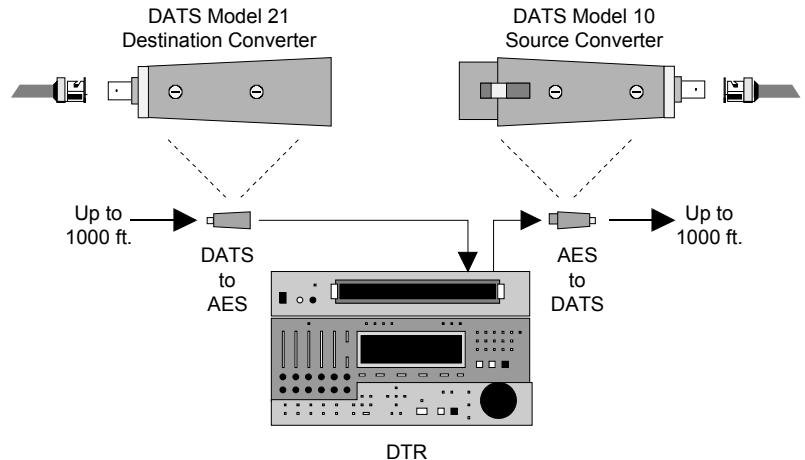 DATS Model 21
Destination Converter
DATS Model 10
Source Converter
Up to
1000 ft.
DATS
to
AES
AES
to
DATS
Up to
1000 ft.
DTR